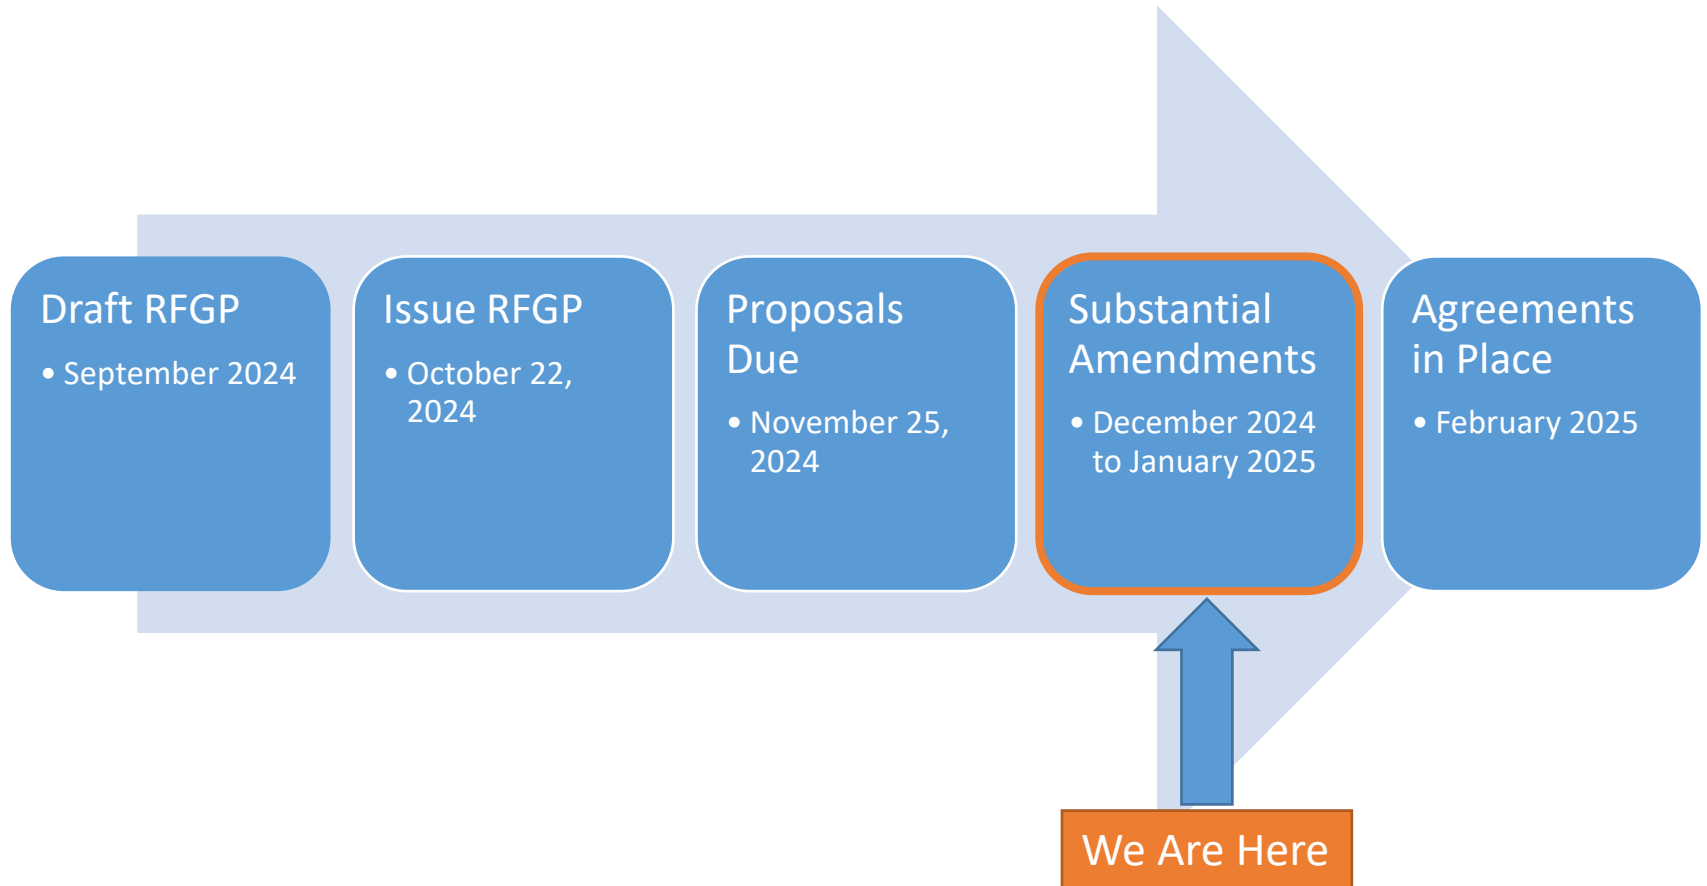 Draft RFGP
• September 2024
Issue RFGP
• October 22,
2024
Proposals
Due
• November 25,
2024
Substantial
Amendments
• December 2024
to January 2025
Agreements
in Place
• February 2025
We Are Here